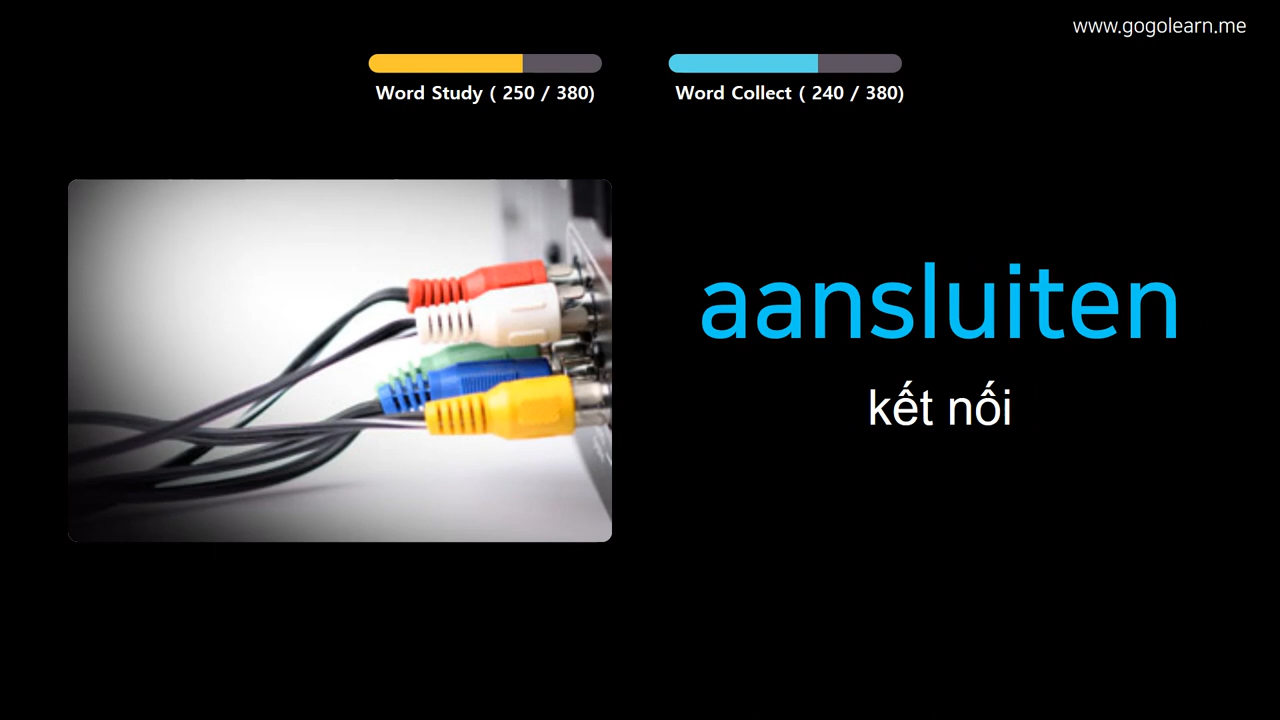 www.gogolearn.me
Word Study ( 250 / 380)
Word Collect ( 240 / 380)
aansluiten
kết nối